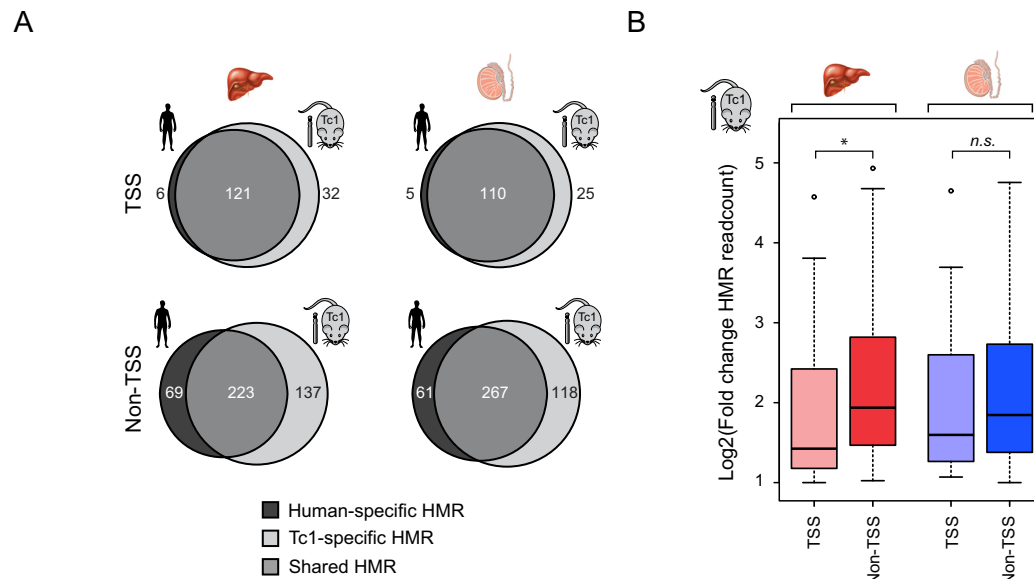 A
Tc1
Tc1
TSS
6
121
32
5
110
25
Tc1
Tc1
Non-TSS
69
223
137
61
267
118
Human-specific HMR
Tc1-specific HMR
Shared HMR
B
Tc1
*
n.s.
Log2(Fold change HMR readcount)
5
4
3
2
1
TSS
Non-TSS
TSS
Non-TSS